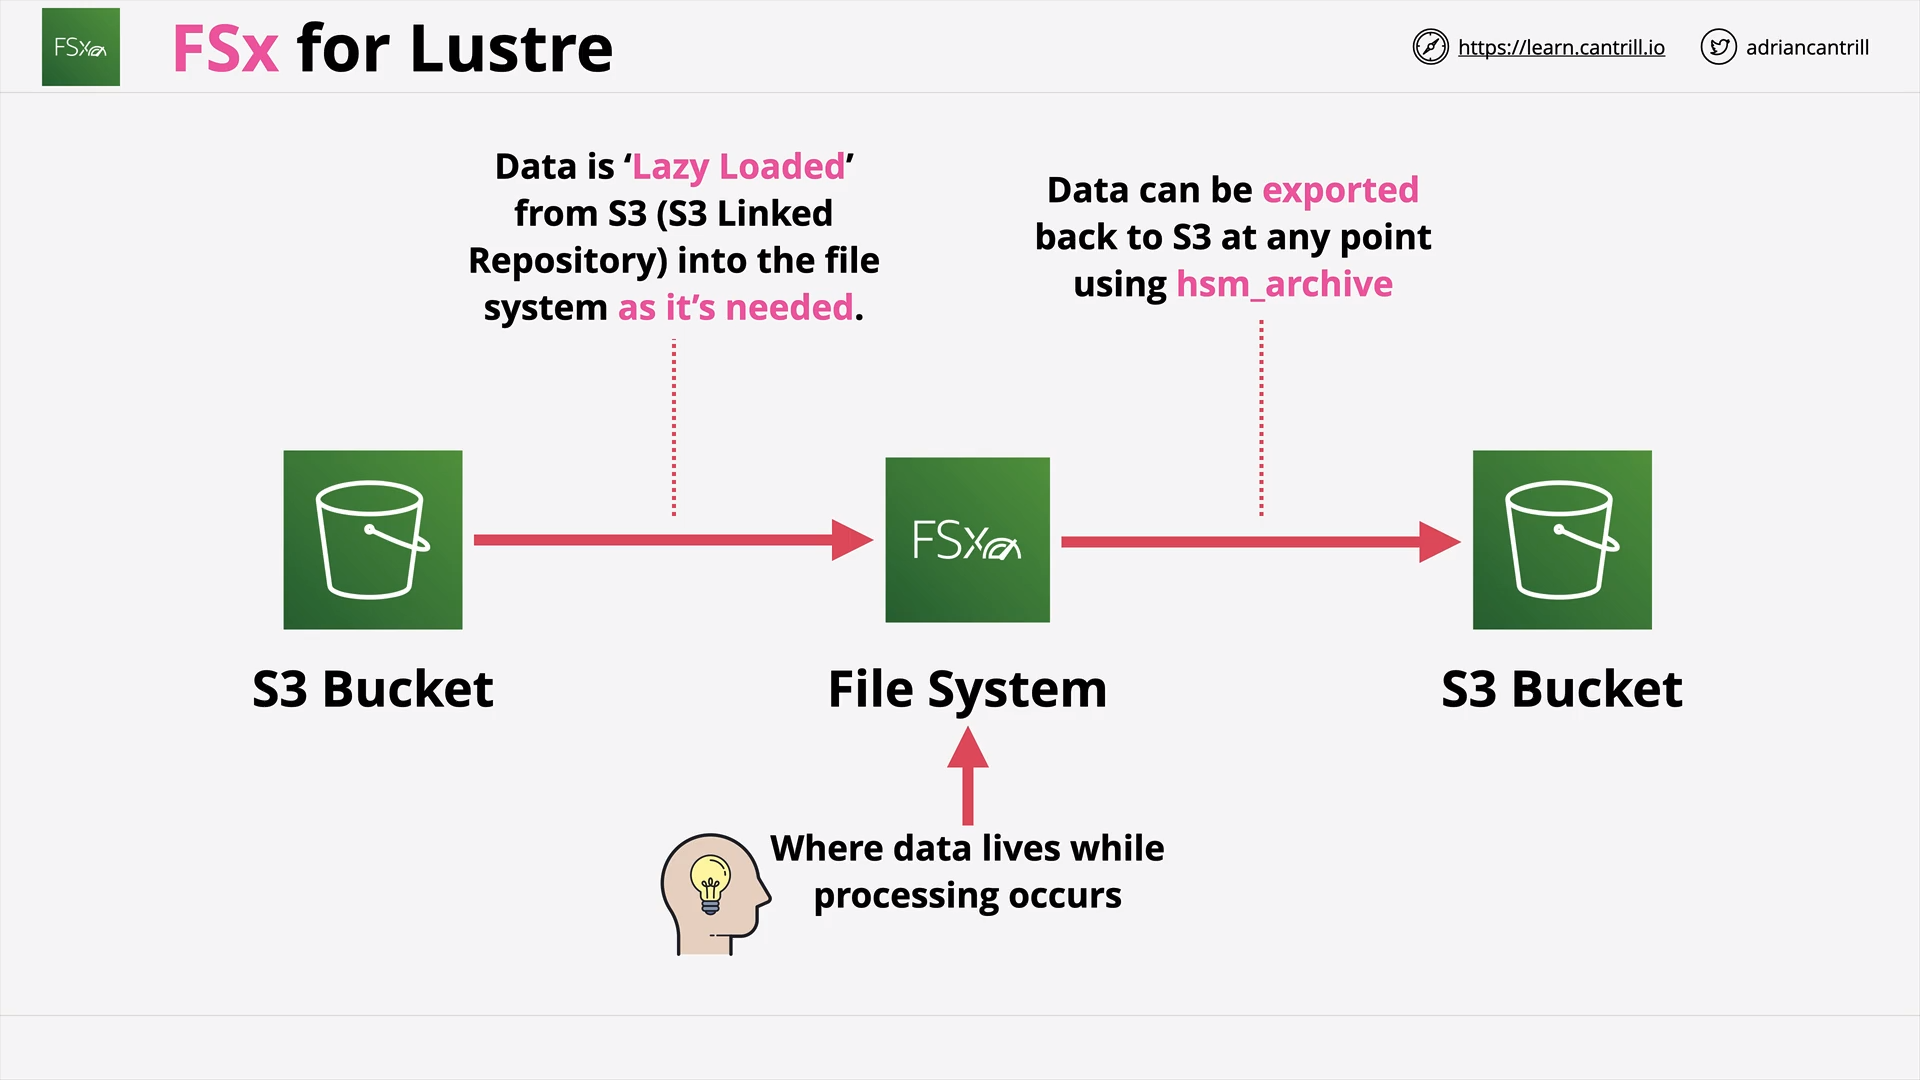 FSx
FSx for Lustre
https://learn.cantrill.io
adriancantrill
Data is ‘Lazy Loaded’
from S3 (S3 Linked
Repository) into the file
system as it’s needed.
Data can be exported
back to S3 at any point
using hsm_archive
FSx
S3 Bucket
File System
S3 Bucket
Where data lives while
processing occurs